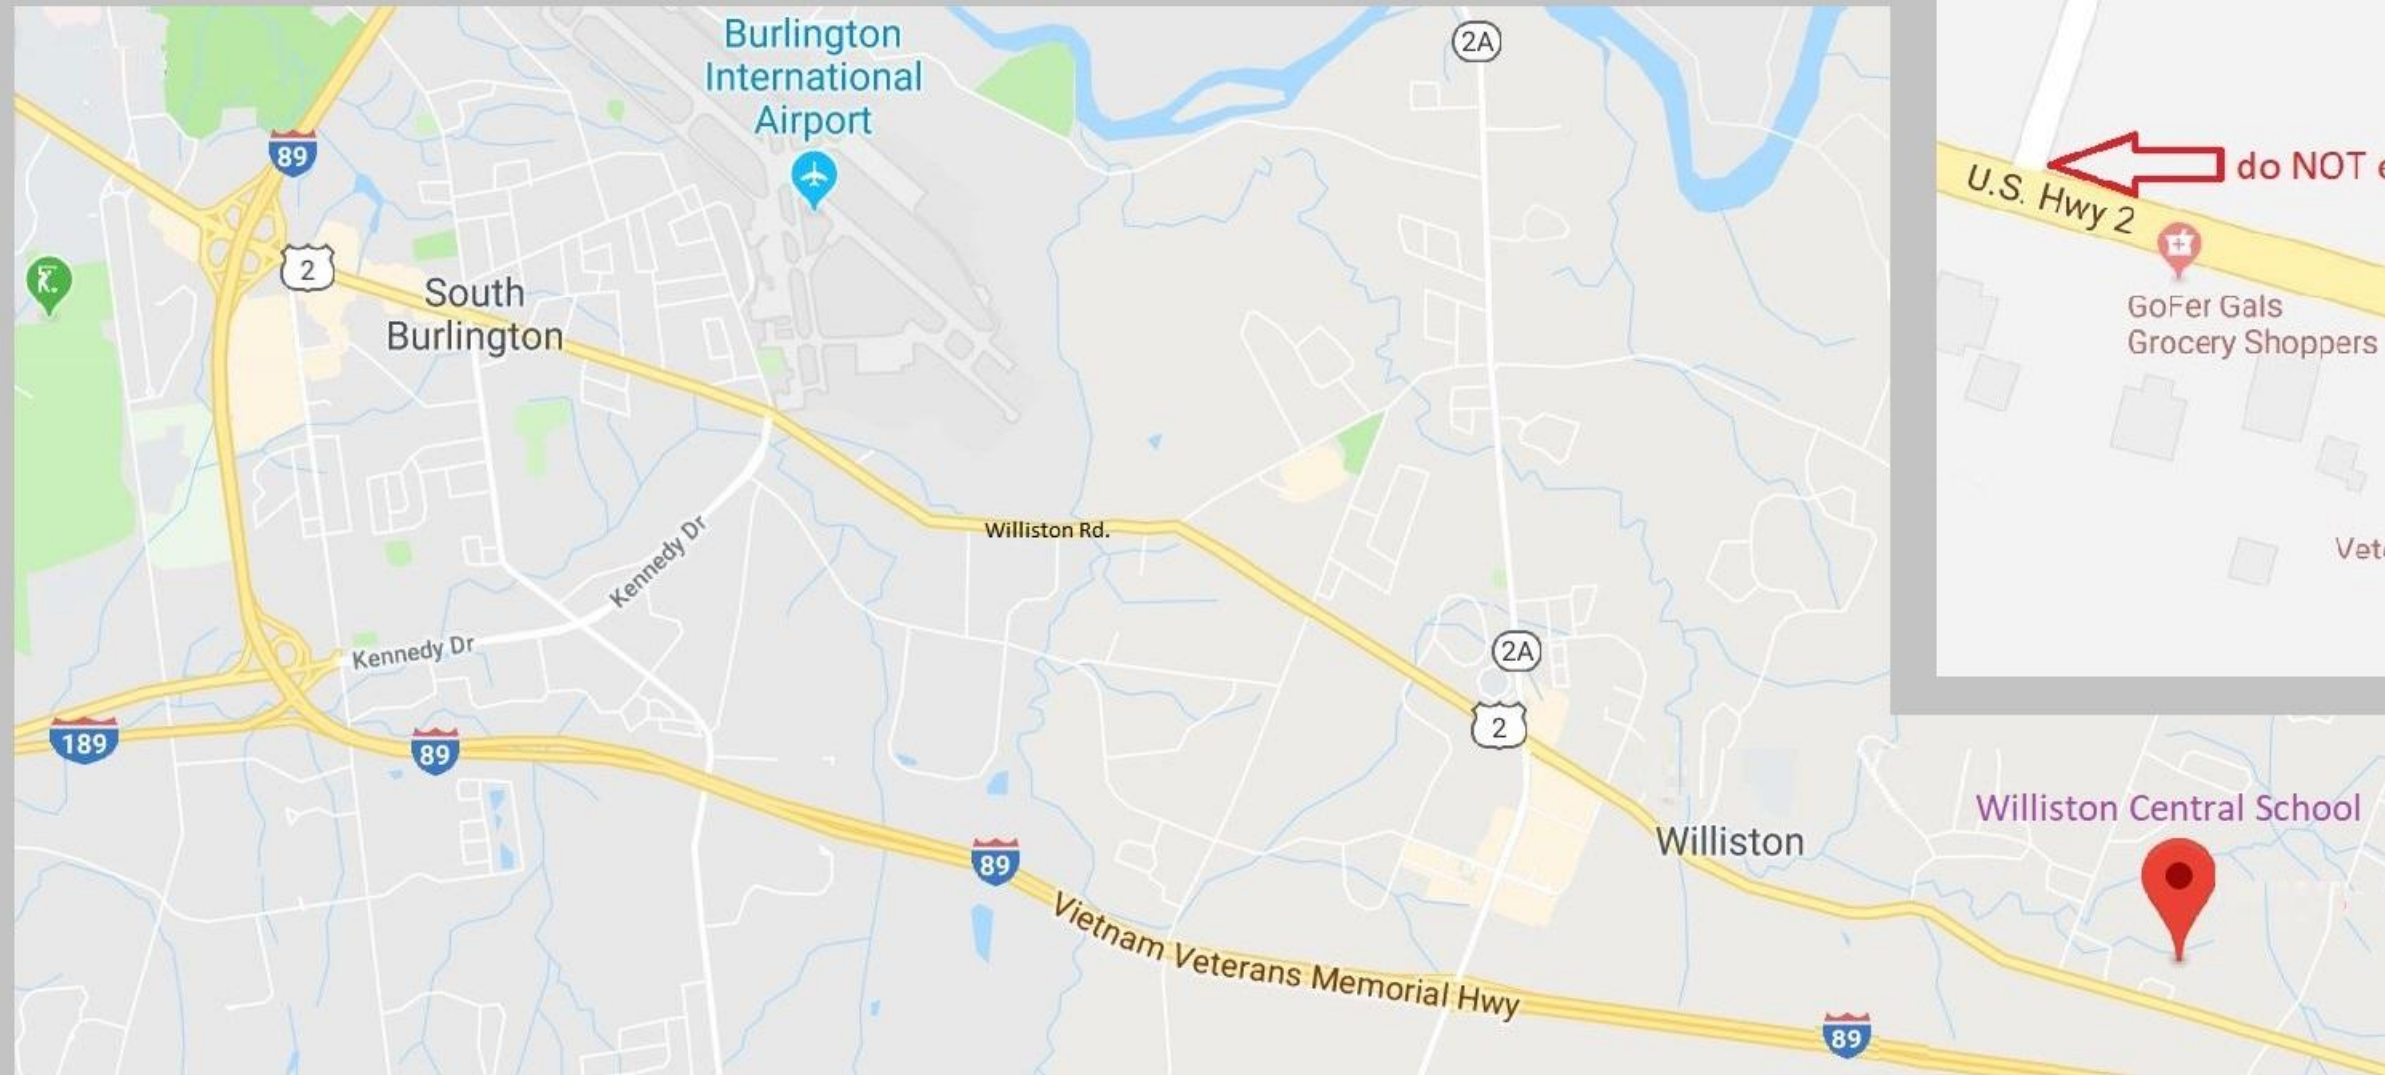 Burlington
International
Airport
2A
89
U.S. Hwy 2
do NOT
2
South
Burlington
GoFer Gals
Grocery Shoppers
Williston Rd.
Kennedy Dr
Kennedy Dr
2A
2
189
89
Williston Central School
Williston
89
Vietnam Veterans Memorial Hwy
89